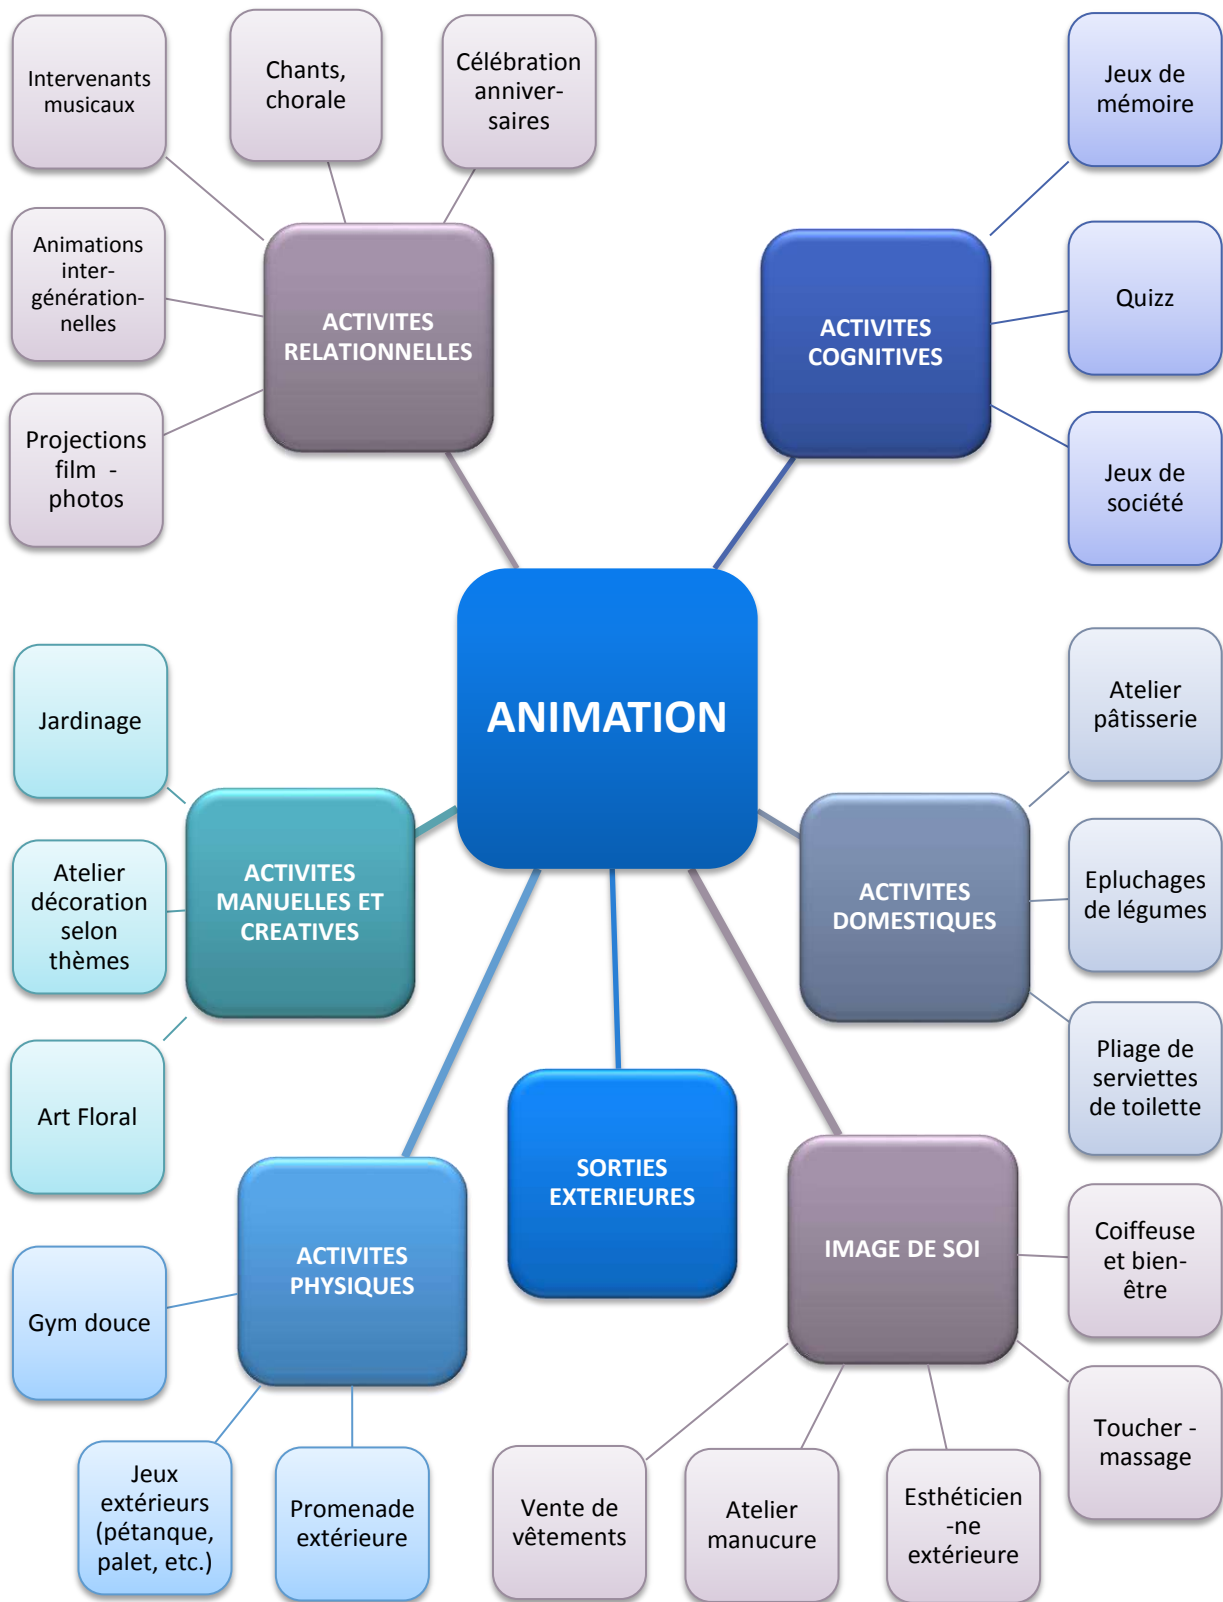 Intervenants
musicaux
Chants,
chorale
Célébration
anniver-
saires
Jeux de
mémoire
Animations
inter-
génération-
nelles
ACTIVITES
RELATIONNELLES
ACTIVITES
COGNITIVES
Quizz
Projections
film -
photos
Jeux de
société
ANIMATION
Jardinage
Atelier
pâtisserie
Atelier
décoration
selon
thèmes
ACTIVITES
MANUELLES ET
CREATIVES
ACTIVITES
DOMESTIQUES
Epluchages
de légumes
Art Floral
Pliage de
serviettes
de toilette
SORTIES
EXTERIEURES
ACTIVITES
PHYSIQUES
IMAGE DE SOI
Coiffeuse
et bien-
être
Gym douce
Toucher -
massage
Jeux
extérieurs
(pétanque,
palet, etc.)
Promenade
extérieure
Vente de
vêtements
Atelier
manucure
Esthéticien
-ne
extérieure